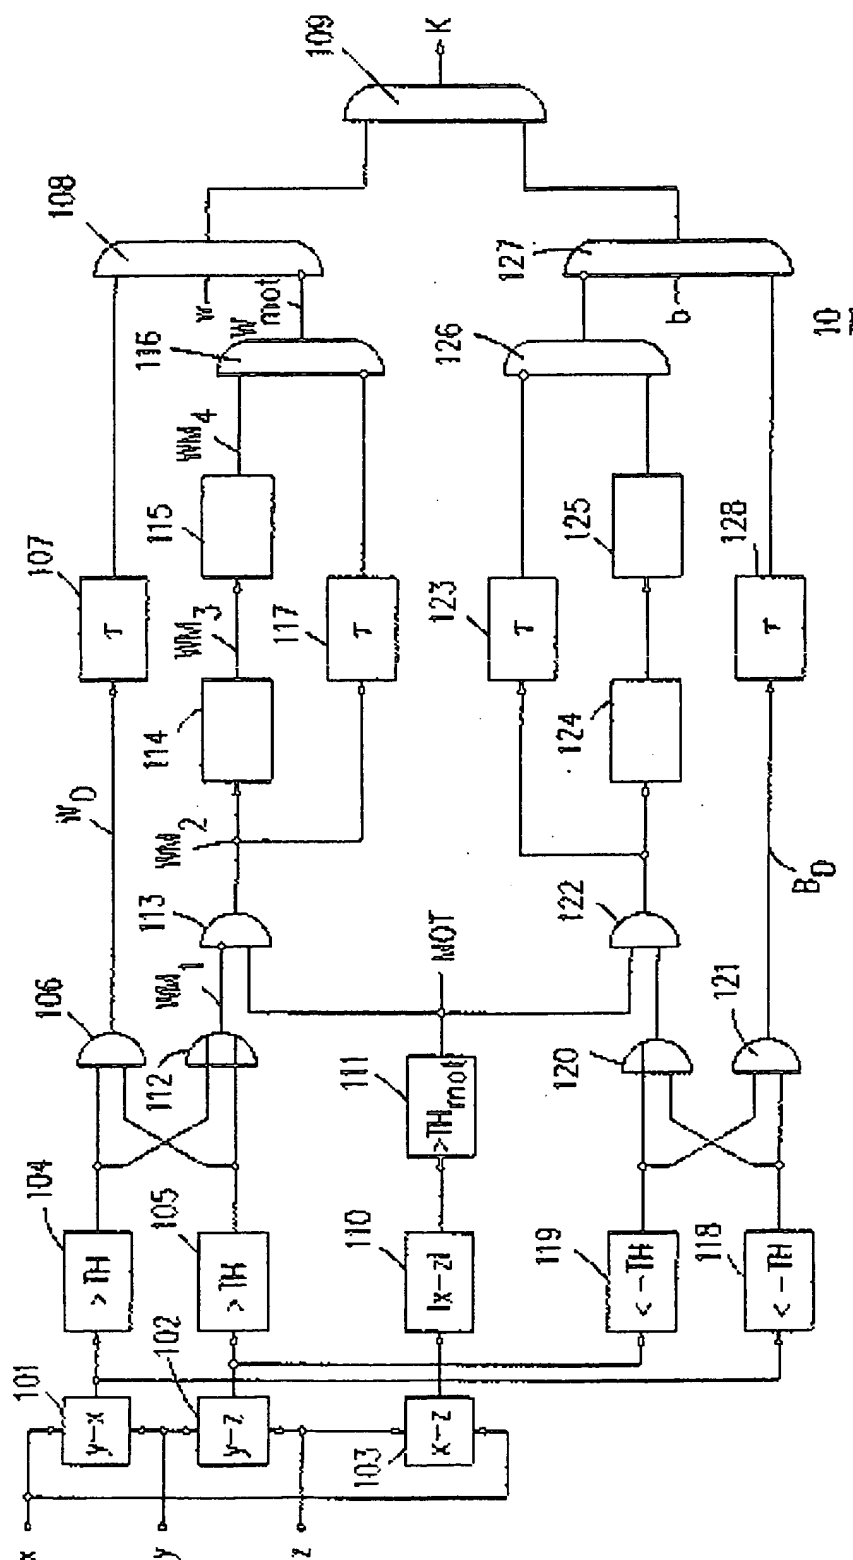 x
y
z
101
y-x
102
y-z
103
x-z
104
> TH
105
> TH
110
|x-z|
119
< -TH
118
< -TH
106
112
111
>TH mot
MOT
120
121
WM 1
113
122
W D
WM 2
B D
114
124
107
τ
WM 3
117
τ
115
123
τ
125
128
τ
WM 4
116
W mot
126
w
b
108
127
109
K
10